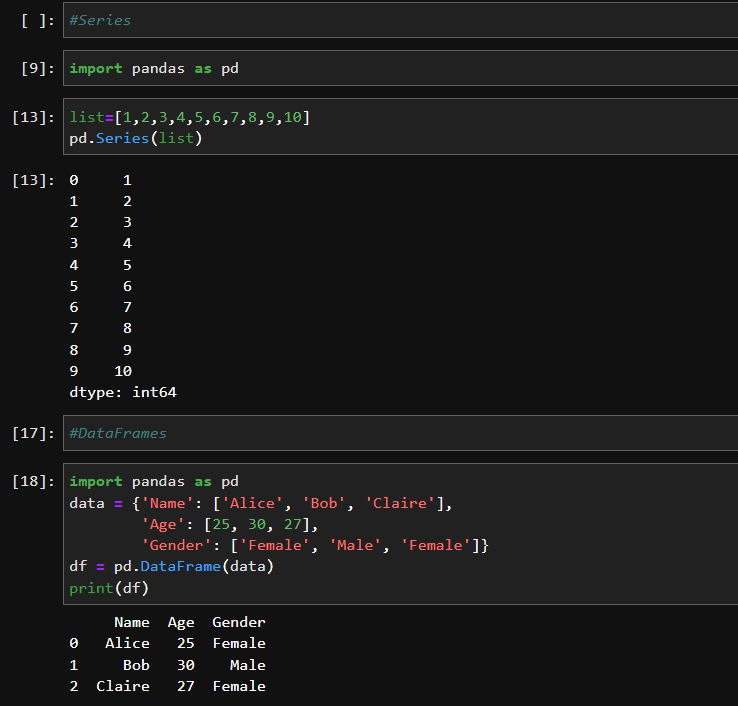 [ ]: #Series
[9]: import pandas as pd
[13]: list=[1,2,3,4,5,6,7,8,9,10]
pd.Series(list)
[13]: 0     1
1     2
2     3
3     4
4     5
5     6
6     7
7     8
8     9
9    10
dtype: int64
[17]: #DataFrames
[18]: import pandas as pd
data = {'Name': ['Alice', 'Bob', 'Claire'],
        'Age': [25, 30, 27],
        'Gender': ['Female', 'Male', 'Female']}
df = pd.DataFrame(data)
print(df)
     Name  Age  Gender
0   Alice   25  Female
1     Bob   30    Male
2  Claire   27  Female